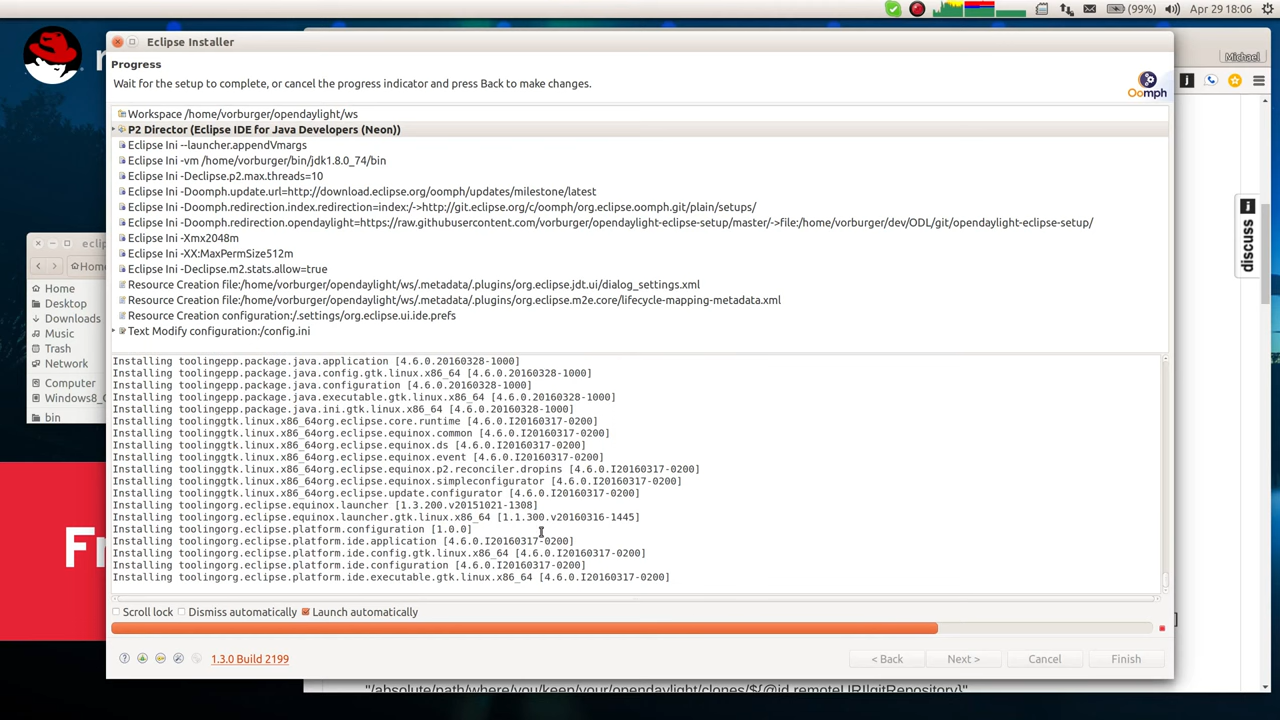 (99%)
Apr 29 18:06
Eclipse Installer
Michael
Progress
Wait for the setup to complete, or cancel the progress indicator and press Back to make changes.
Oomph
Workspace /home/vorburger/opendaylight/ws
P2 Director (Eclipse IDE for Java Developers (Neon))
Eclipse Ini --launcher.appendVmargs
Eclipse Ini -vm /home/vorburger/bin/jdk1.8.0_74/bin
Eclipse Ini -Declipse.p2.max.threads=10
Eclipse Ini -Doomph.update.url=http://download.eclipse.org/oomph/updates/milestone/latest
Eclipse Ini -Doomph.redirection.index.redirection=index:/->http://git.eclipse.org/c/oomph/org.eclipse.oomph.git/plain/setups/
Eclipse Ini -Doomph.redirection.opendaylight=https://raw.githubusercontent.com/vorburger/opendaylight-eclipse-setup/master/->file:/home/vorburger/dev/ODL/git/opendaylight-eclipse-setup/
Eclipse Ini -Xmx2048m
Eclipse Ini -XX:MaxPermSize512m
Eclipse Ini -Declipse.m2.stats.allow=true
Resource Creation file:/home/vorburger/opendaylight/ws/.metadata/.plugins/org.eclipse.jdt.ui/dialog_settings.xml
Resource Creation file:/home/vorburger/opendaylight/ws/.metadata/.plugins/org.eclipse.m2e.core/lifecycle-mapping-metadata.xml
Resource Creation configuration:/.settings/org.eclipse.ui.ide.prefs
Text Modify configuration:/config.ini
discuss
eclip
Home
Home
Desktop
Downloads
Music
Trash
Network
Computer
Windows8_
bin
Installing toolingepp.package.java.application [4.6.0.20160328-1000]
Installing toolingepp.package.java.config.gtk.linux.x86_64 [4.6.0.20160328-1000]
Installing toolingepp.package.java.configuration [4.6.0.20160328-1000]
Installing toolingepp.package.java.executable.gtk.linux.x86_64 [4.6.0.20160328-1000]
Installing toolingepp.package.java.ini.gtk.linux.x86_64 [4.6.0.20160328-1000]
Installing toolinggtk.linux.x86_64org.eclipse.core.runtime [4.6.0.I20160317-0200]
Installing toolinggtk.linux.x86_64org.eclipse.equinox.common [4.6.0.I20160317-0200]
Installing toolinggtk.linux.x86_64org.eclipse.equinox.ds [4.6.0.I20160317-0200]
Installing toolinggtk.linux.x86_64org.eclipse.equinox.event [4.6.0.I20160317-0200]
Installing toolinggtk.linux.x86_64org.eclipse.equinox.p2.reconciler.dropins [4.6.0.I20160317-0200]
Installing toolinggtk.linux.x86_64org.eclipse.equinox.simpleconfigurator [4.6.0.I20160317-0200]
Installing toolinggtk.linux.x86_64org.eclipse.update.configurator [4.6.0.I20160317-0200]
Installing toolingorg.eclipse.equinox.launcher [1.3.200.v20151021-1308]
Installing toolingorg.eclipse.equinox.launcher.gtk.linux.x86_64 [1.1.300.v20160316-1445]
Installing toolingorg.eclipse.platform.configuration [1.0.0]
Installing toolingorg.eclipse.platform.ide.application [4.6.0.I20160317-0200]
Installing toolingorg.eclipse.platform.ide.config.gtk.linux.x86_64 [4.6.0.I20160317-0200]
Installing toolingorg.eclipse.platform.ide.configuration [4.6.0.I20160317-0200]
Installing toolingorg.eclipse.platform.ide.executable.gtk.linux.x86_64 [4.6.0.I20160317-0200]
Scroll lock
Dismiss automatically
Launch automatically
1.3.0 Build 2199
< Back
Next >
Cancel
Finish
Fr
"/absolute/path/where/you/keep/your/opendaylight/clones/${@id.remoteURI|gitRepository}"